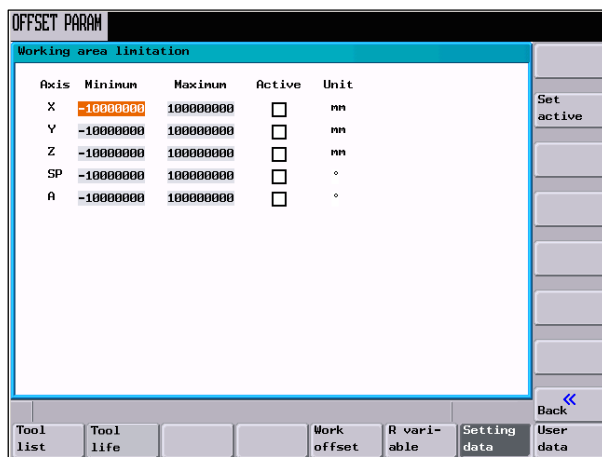 OFFSET PARAM
Working area limitation
Axis Minimum Maximum Active Unit
X -10000000 100000000 mm
Y -10000000 100000000 mm
Z -10000000 100000000 mm
SP -10000000 100000000 °
A -10000000 100000000 °
Set
active
«
Back
Tool
list
Tool
life
Work
offset
R vari-
able
Setting
data
User
data